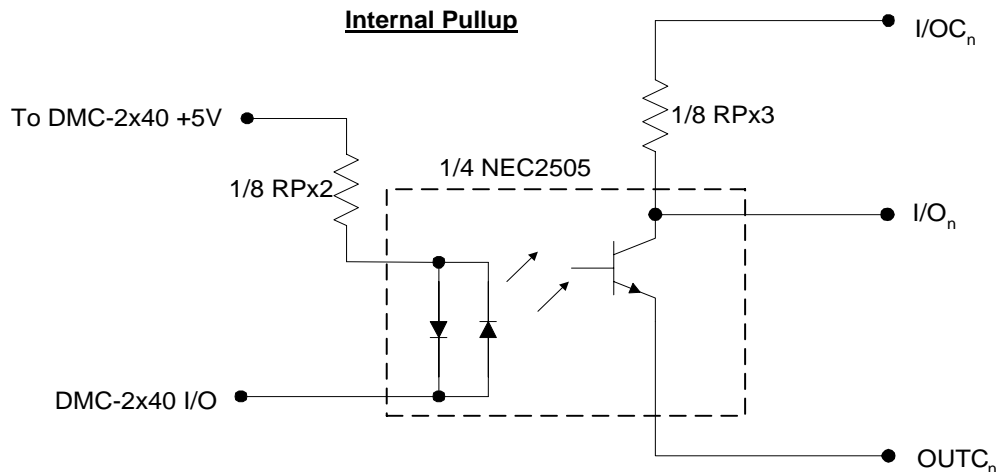 Internal Pullup
I/OCn
To DMC-2x40 +5V
1/8 RPx3
1/4 NEC2505
1/8 RPx2
I/On
DMC-2x40 I/O
OUTCn